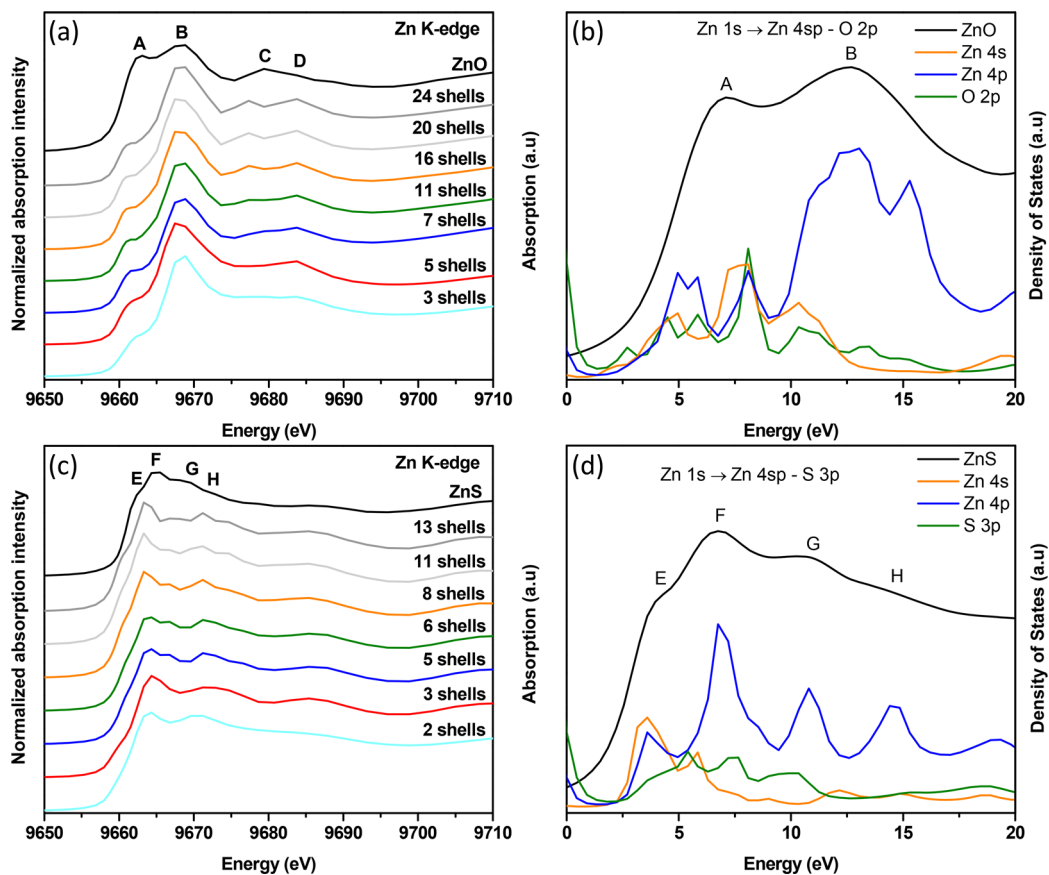 (a)
Zn K-edge
A
B
C
D
ZnO
24 shells
20 shells
16 shells
11 shells
7 shells
5 shells
3 shells
Normalized absorption intensity
9650 9660 9670 9680 9690 9700 9710
Energy (eV)
(b)
Zn 1s → Zn 4sp - O 2p
ZnO
Zn 4s
Zn 4p
O 2p
A
B
Absorption (a.u)
Density of States (a.u)
0 5 10 15 20
Energy (eV)
(c)
Zn K-edge
E
F
G
H
ZnS
13 shells
11 shells
8 shells
6 shells
5 shells
3 shells
2 shells
Normalized absorption intensity
9650 9660 9670 9680 9690 9700 9710
Energy (eV)
(d)
Zn 1s → Zn 4sp - S 3p
ZnS
Zn 4s
Zn 4p
S 3p
E
F
G
H
Absorption (a.u)
Density of States (a.u)
0 5 10 15 20
Energy (eV)